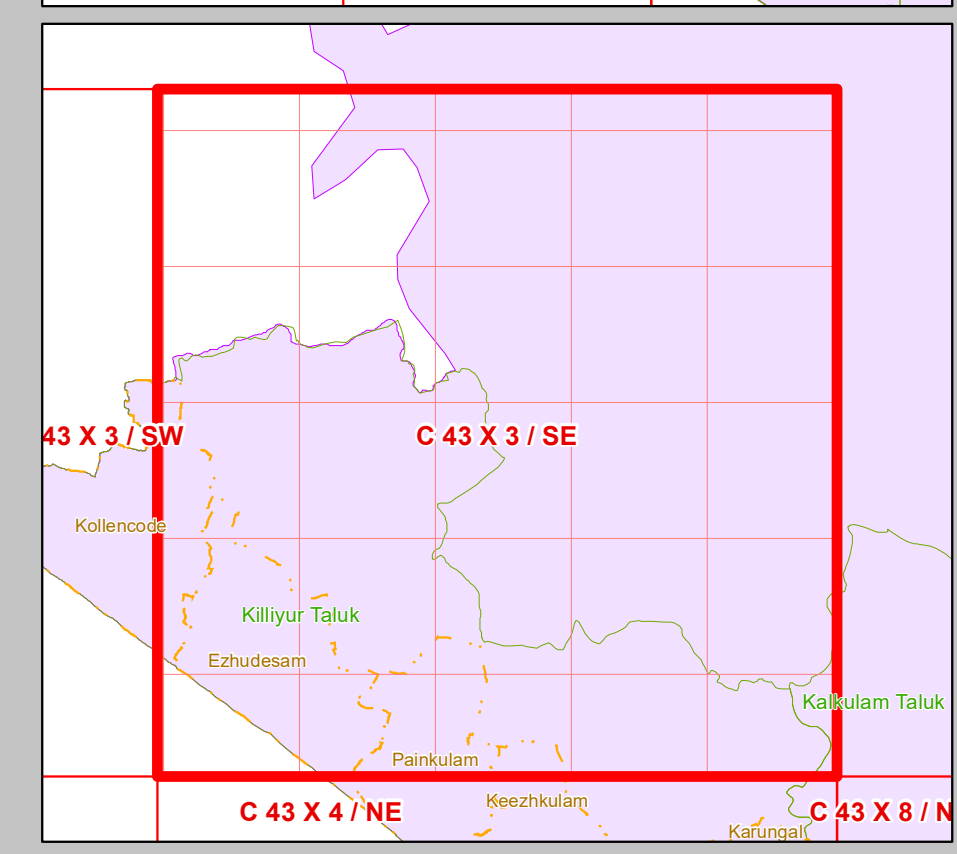 43 X 3 / SW
C 43 X 3 / SE
Kollencode
Killiyur Taluk
Ezhudesam
Kalkulam Taluk
Painkulam
Keezhkulam
C 43 X 4 / NE
C 43 X 8 / N
Karungal